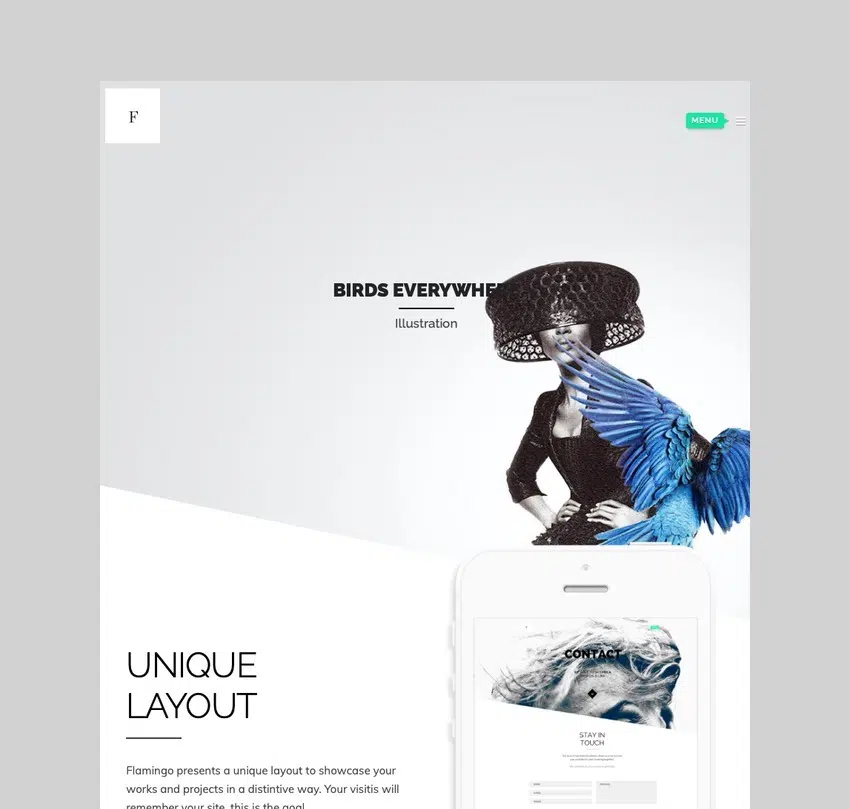 F
MENU
BIRDS EVERYWHE
Illustration
UNIQUE
LAYOUT
Flamingo presents a unique layout to showcase your
works and projects in a distintive way. Your visitis will
remember your site, this is the goal.
CONTACT
STAY IN
TOUCH